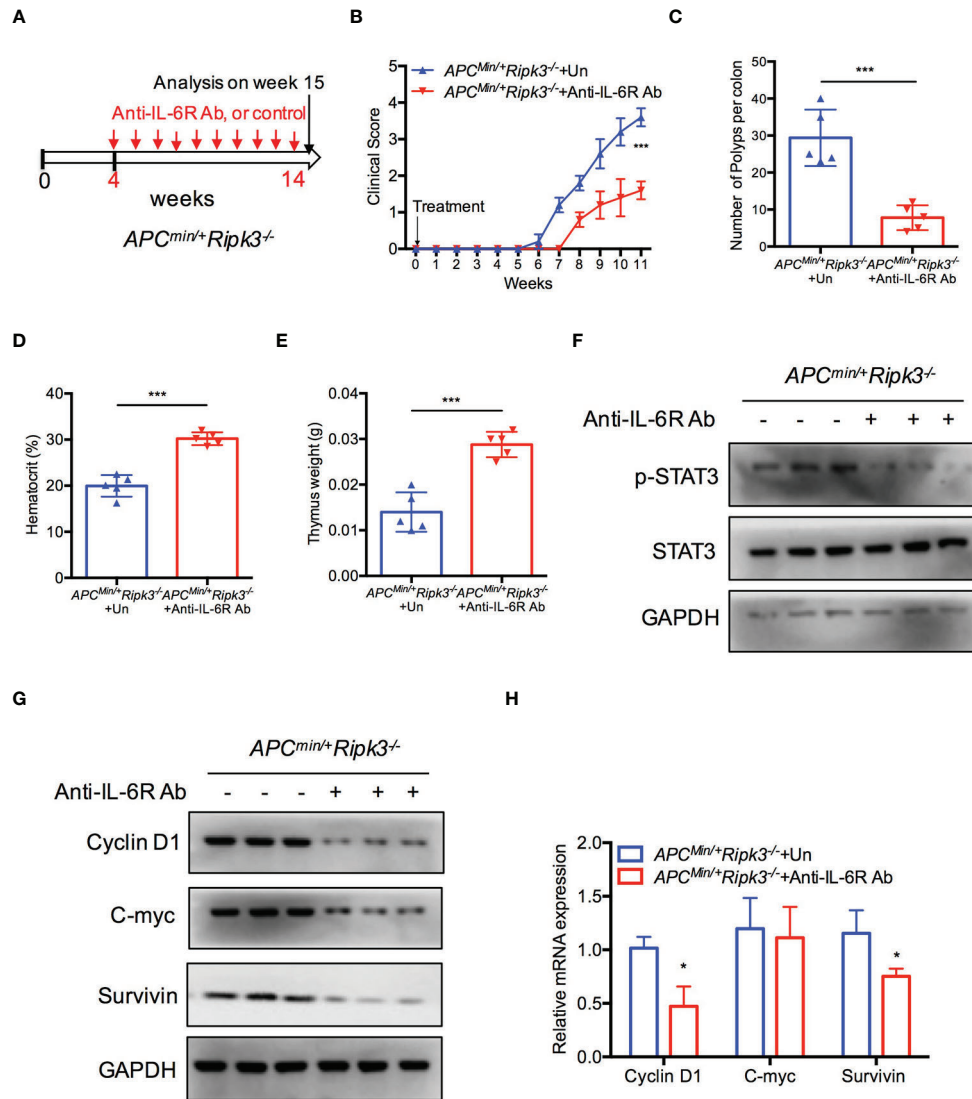 A
Analysis on week 15
Anti-IL-6R Ab, or control
0
4
14
weeks
APCmin/+Ripk3-/-
B
APCMin/+Ripk3-/-+Un
APCMin/+Ripk3-/-+Anti-IL-6R Ab
Clinical Score
5
4
3
2
1
0
***
Treatment
0 1 2 3 4 5 6 7 8 9 10 11
Weeks
C
Number of Polyps per colon
50
40
30
20
10
0
***
APCMin/+Ripk3-/- APCMin/+Ripk3-/-
+Un +Anti-IL-6R Ab
D
Hematocrit (%)
40
30
20
10
0
***
APCMin/+Ripk3-/- APCMin/+Ripk3-/-
+Un +Anti-IL-6R Ab
E
Thymus weight (g)
0.04
0.03
0.02
0.01
0.00
***
APCMin/+Ripk3-/- APCMin/+Ripk3-/-
+Un +Anti-IL-6R Ab
F
APCmin/+Ripk3-/-
Anti-IL-6R Ab - - - + + +
p-STAT3
STAT3
GAPDH
G
APCmin/+Ripk3-/-
Anti-IL-6R Ab - - - + + +
Cyclin D1
C-myc
Survivin
GAPDH
H
Relative mRNA expression
2.0
1.5
1.0
0.5
0.0
APCMin/+Ripk3-/-+Un
APCMin/+Ripk3-/-+Anti-IL-6R Ab
* *
Cyclin D1 C-myc Survivin